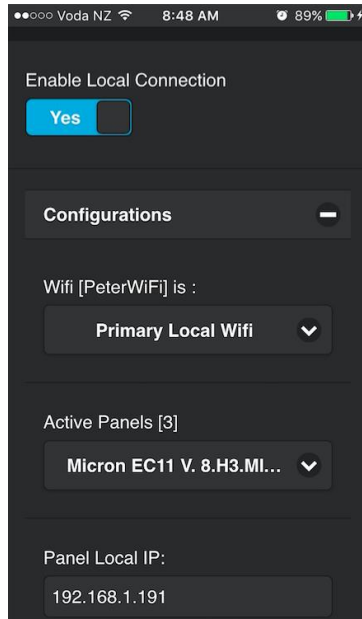 Voda NZ 8:48 AM 89%
Enable Local Connection
Yes
Configurations
Wifi [PeterWiFi] is :
Primary Local Wifi
Active Panels [3]
Micron EC11 V. 8.H3.MI...
Panel Local IP:
192.168.1.191